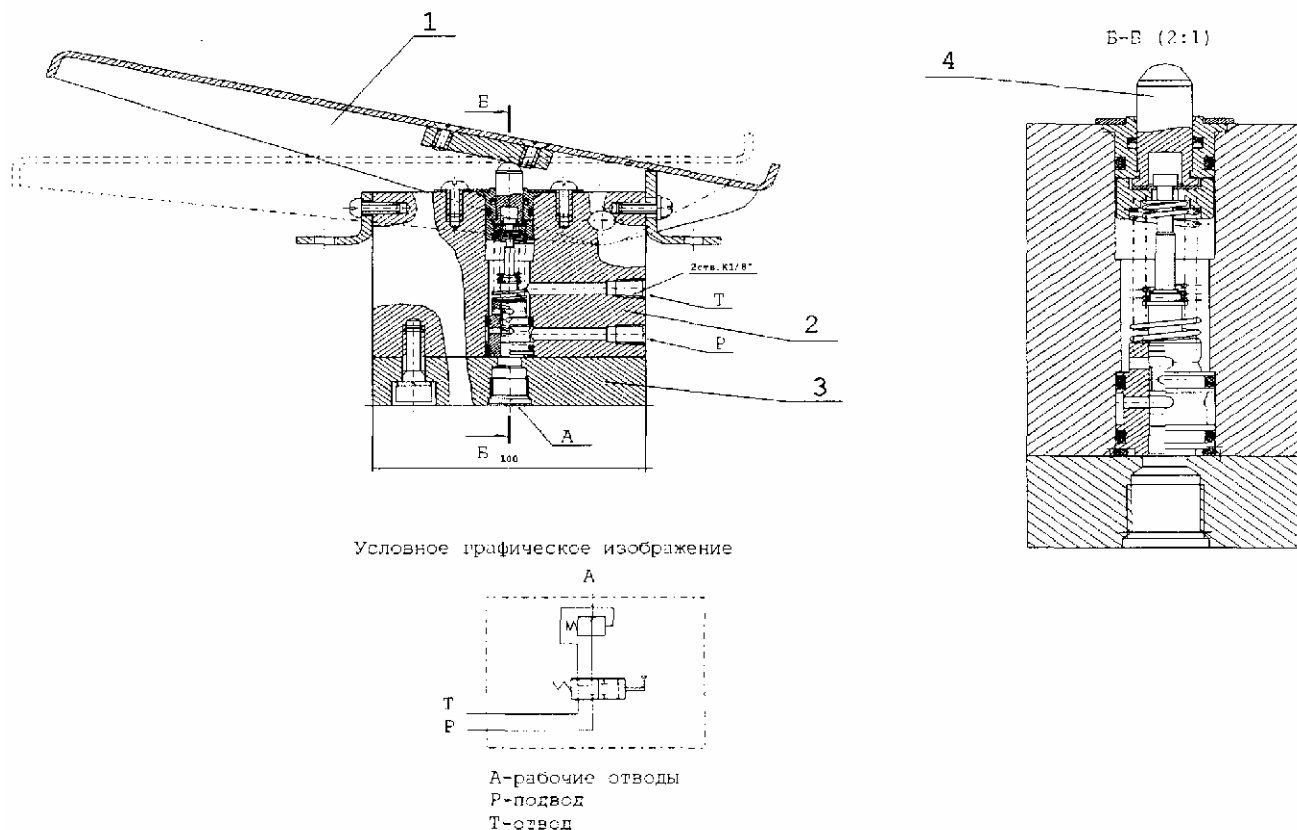 1
Б-Б (2:1)
4
Б
2отв.К1/8"
Т
2
Р
3
А
Б
100
Условное графическое изображение
А
Т
Р
А-рабочие отводы
Р-подвод
Т-отвод